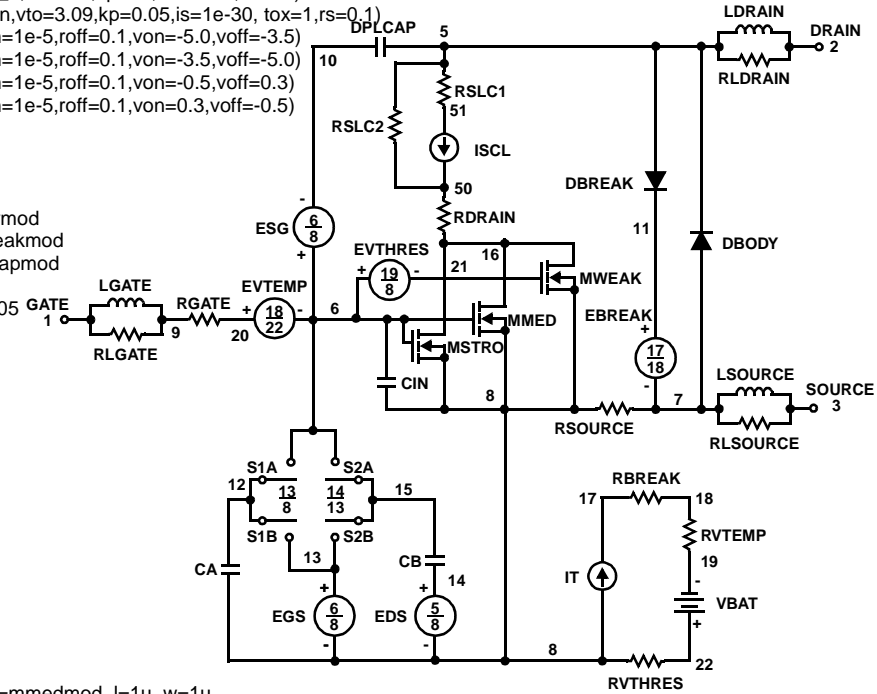 n,vto=3.09,kp=0.05,is=1e-30, tox=1,rs=0.1)
=1e-5,roff=0.1,von=-5.0,voff=-3.5)
=1e-5,roff=0.1,von=-3.5,voff=-5.0)
=1e-5,roff=0.1,von=-0.5,voff=0.3)
=1e-5,roff=0.1,von=0.3,voff=-0.5)
mod
eakmod
apmod
05
LDRAIN
DPLCAP 5 DRAIN
10 2
RLDRAIN
RSLC1
51
RSLC2
ISCL
50
DBREAK
RDRAIN
-
ESG 6/8
+
11
DBODY
EVTHRES 16
+ 19/8 - 21
MWEAK
LGATE
EVTEMP
GATE RGATE + 18/22 - 6
1
9 20
RLGATE
MMED
EBREAK +
17/18
-
MSTRO
CIN
8
LSOURCE
7 SOURCE
3
RSOURCE
RLSOURCE
S1A S2A
12 13/8 14/13 15
S1B S2B
13
RBREAK
17 18
RVTEMP
CA CB
19
+ + 14
IT
-
VBAT
+
EGS 6/8 EDS 5/8
- -
8 22
RVTHRES
=mmedmod l=1u w=1u